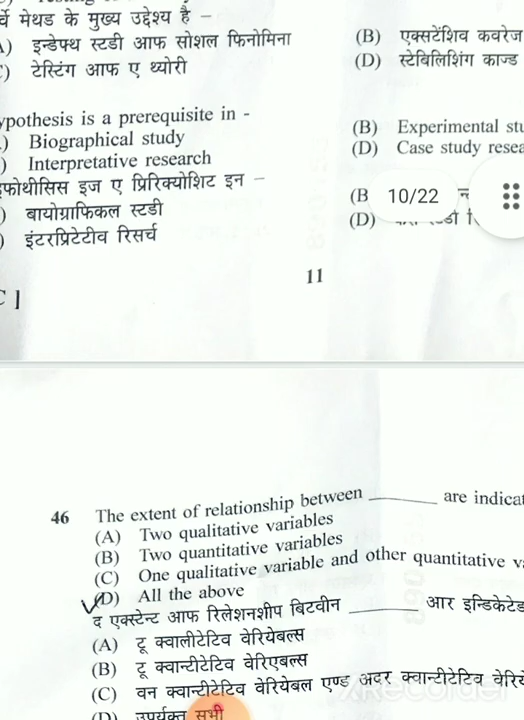 र्वे मेथड के मुख्य उद्देश्य है –
) इन्डेफ्थ स्टडी आफ सोशल फिनोमिना (B) एक्सटेंशिव कवरेज
) टेस्टिंग आफ ए थ्योरी (D) स्टेबिलिशिंग काज्ड
ypothesis is a prerequisite in -
) Biographical study (B) Experimental stu
) Interpretative research (D) Case study resea
फोथीसिस इज ए प्रिरिक्योशिट इन –
) बायोग्राफिकल स्टडी (B 10/22
) इंटरप्रिटेटीव रिसर्च (D)
11
46 The extent of relationship between ______ are indicat
(A) Two qualitative variables
(B) Two quantitative variables
(C) One qualitative variable and other quantitative v
(D) All the above
द एक्स्टेन्ट आफ रिलेशनशीप बिटवीन ______ आर इन्डिकेटेड
(A) टू क्वालीटेटिव वेरियेबल्स
(B) टू क्वान्टीटेटिव वेरिएबल्स
(C) वन क्वान्टीटेटिव वेरियेबल एण्ड अदर क्वान्टीटेटिव वेरिये
(D) उपर्युक्त सभी
XRecorder